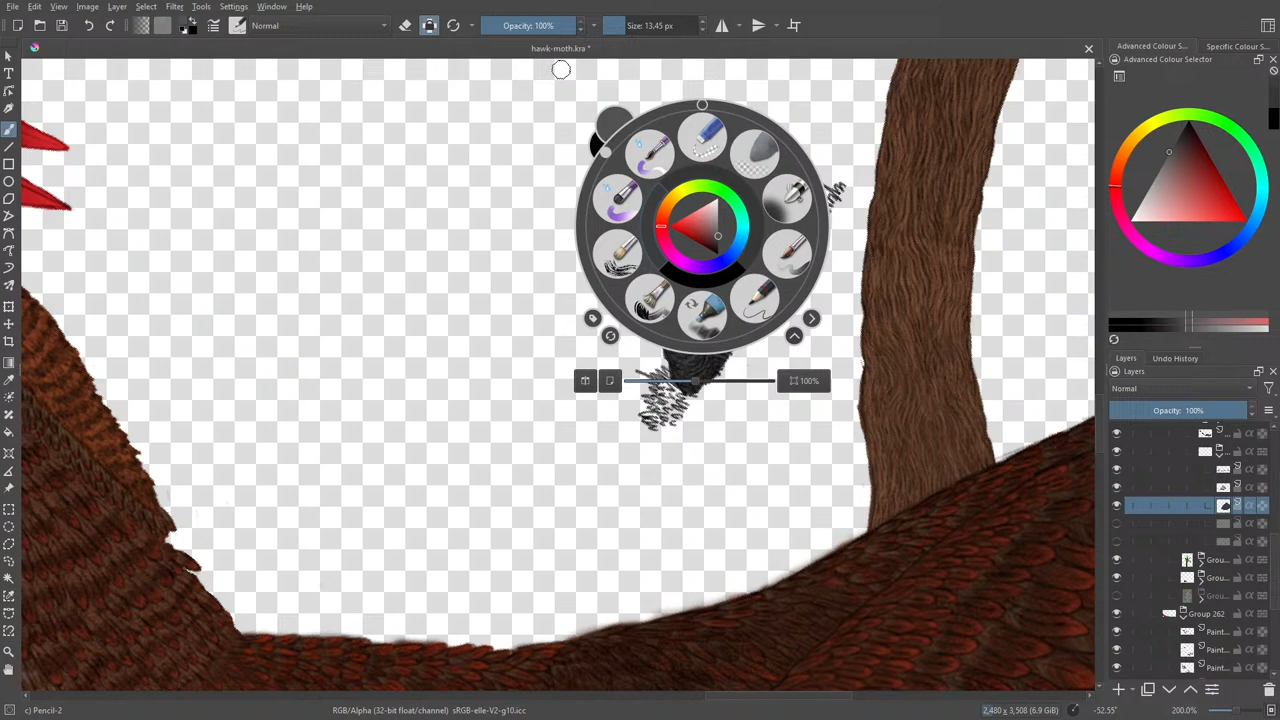 File Edit View Image Layer Select Filter Tools Settings Window Help
Normal
Opacity: 100%
Size: 13.45 px
hawk-moth.kra *
Advanced Colour S...
Specific Colour S...
Advanced Colour Selector
100%
Layers
Undo History
Layers
Normal
Opacity: 100%
...
...
Grou...
Grou...
Grou...
Group 262
Paint...
Paint...
Paint...
c) Pencil-2
RGB/Alpha (32-bit float/channel) sRGB-elle-V2-g10.icc
2,480 x 3,508 (6.9 GiB)
-52.55°
200.0%